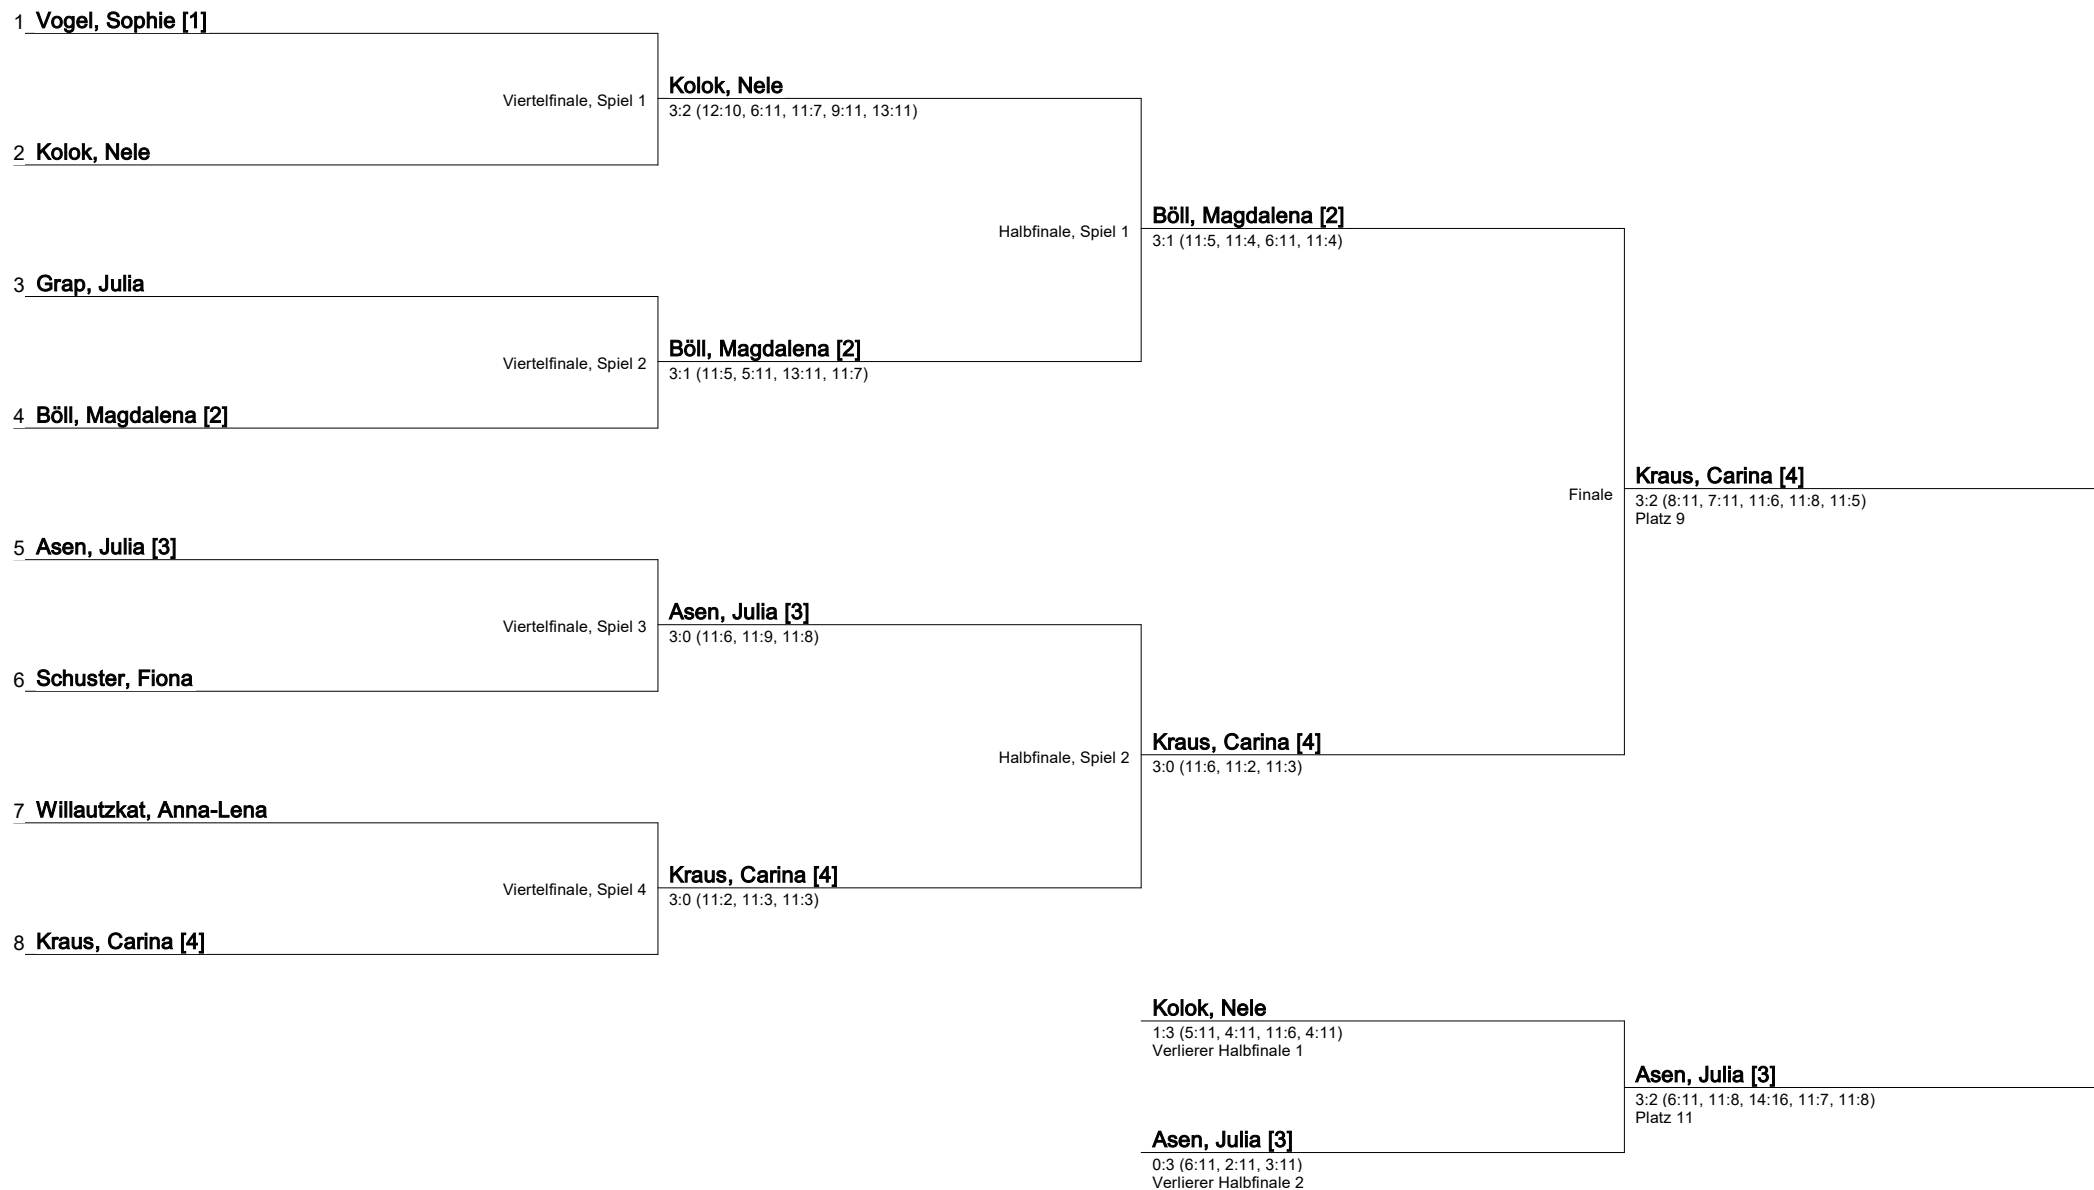 1 Vogel, Sophie [1]
Viertelfinale, Spiel 1
Kolok, Nele
3:2 (12:10, 6:11, 11:7, 9:11, 13:11)
2 Kolok, Nele
Halbfinale, Spiel 1
Böll, Magdalena [2]
3:1 (11:5, 11:4, 6:11, 11:4)
3 Grap, Julia
Viertelfinale, Spiel 2
Böll, Magdalena [2]
3:1 (11:5, 5:11, 13:11, 11:7)
4 Böll, Magdalena [2]
Finale
Kraus, Carina [4]
3:2 (8:11, 7:11, 11:6, 11:8, 11:5)
Platz 9
5 Asen, Julia [3]
Viertelfinale, Spiel 3
Asen, Julia [3]
3:0 (11:6, 11:9, 11:8)
6 Schuster, Fiona
Halbfinale, Spiel 2
Kraus, Carina [4]
3:0 (11:6, 11:2, 11:3)
7 Willautzkat, Anna-Lena
Viertelfinale, Spiel 4
Kraus, Carina [4]
3:0 (11:2, 11:3, 11:3)
8 Kraus, Carina [4]
Kolok, Nele
1:3 (5:11, 4:11, 11:6, 4:11)
Verlierer Halbfinale 1
Asen, Julia [3]
3:2 (6:11, 11:8, 14:16, 11:7, 11:8)
Platz 11
Asen, Julia [3]
0:3 (6:11, 2:11, 3:11)
Verlierer Halbfinale 2